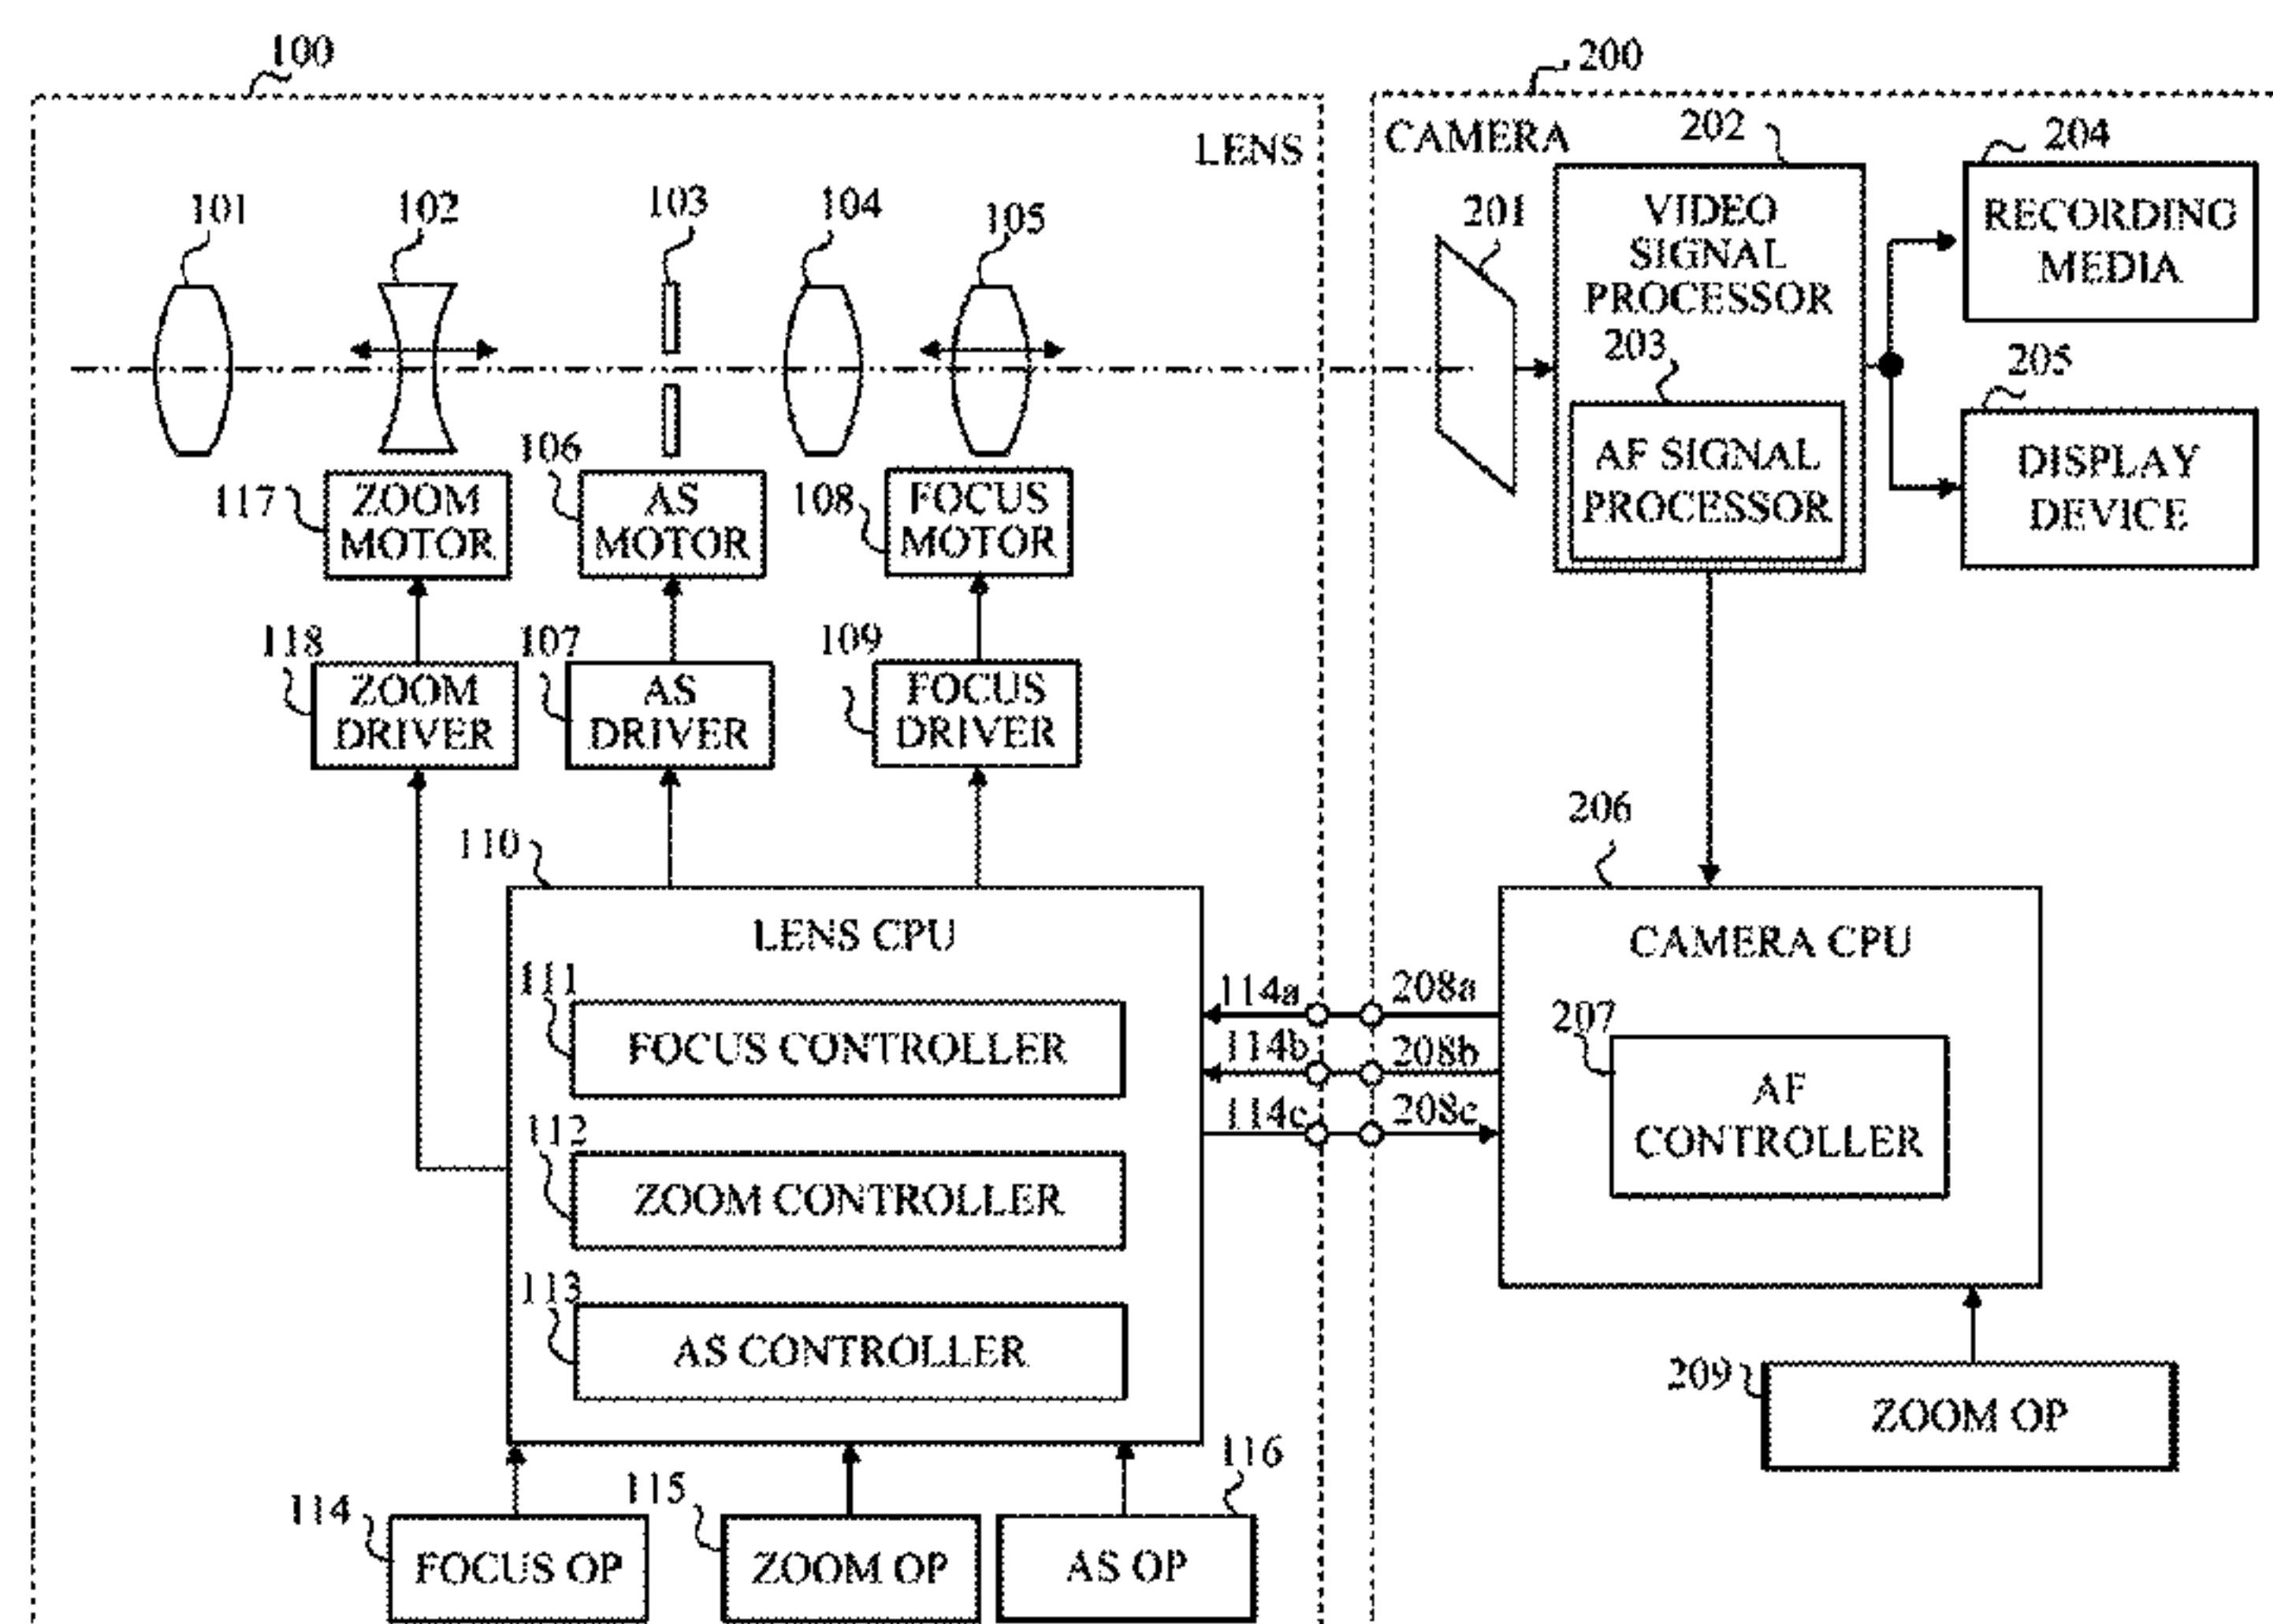 100
200
LENS
CAMERA
202
204
101
102
103
104
105
201
VIDEO
SIGNAL
PROCESSOR
RECORDING
MEDIA
203
205
AF SIGNAL
PROCESSOR
DISPLAY
DEVICE
117
ZOOM
MOTOR
106
AS
MOTOR
108
FOCUS
MOTOR
118
ZOOM
DRIVER
107
AS
DRIVER
109
FOCUS
DRIVER
110
LENS CPU
206
CAMERA CPU
111
FOCUS CONTROLLER
114a
208a
114b
208b
114c
208c
207
AF
CONTROLLER
112
ZOOM CONTROLLER
113
AS CONTROLLER
209
ZOOM OP
114
FOCUS OP
115
ZOOM OP
116
AS OP